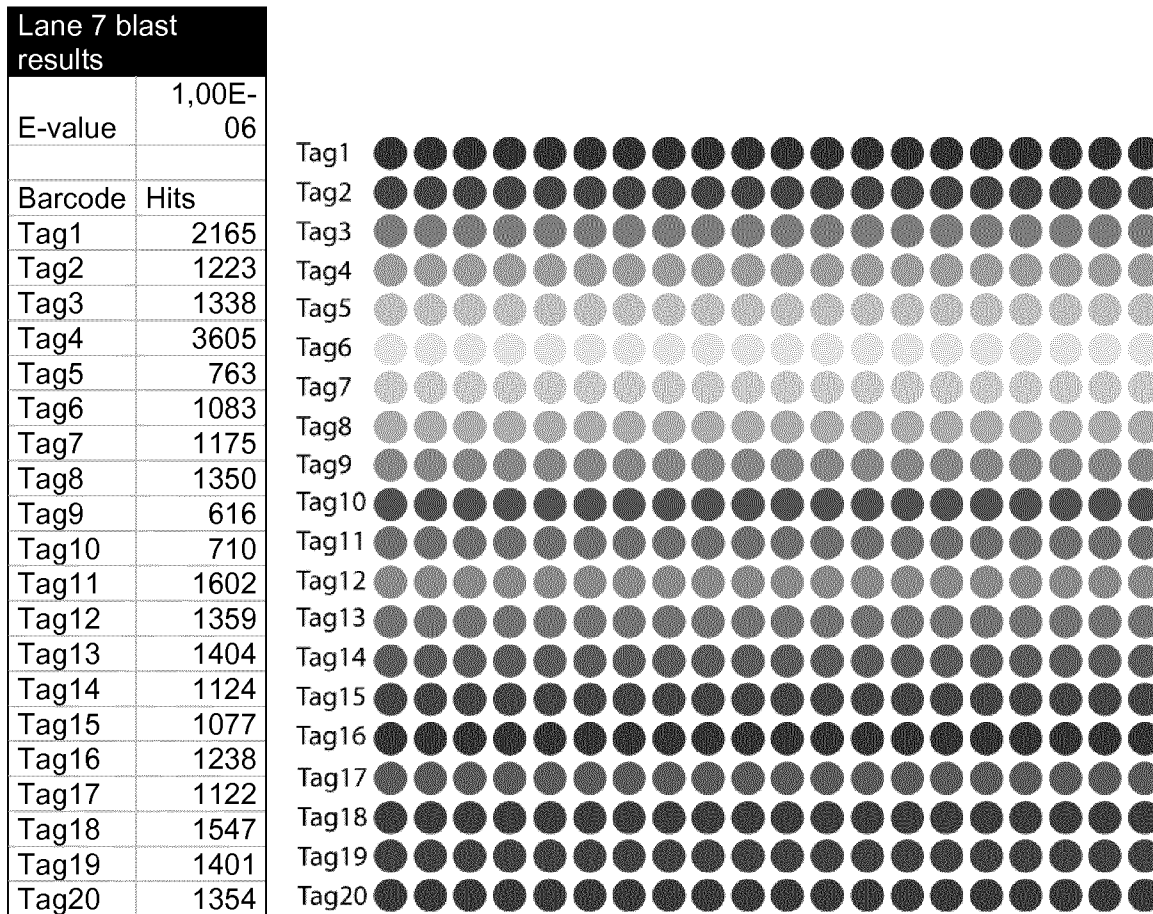 Lane 7 blast
results
1,00E-
E-value 06
Barcode Hits
Tag1 2165
Tag2 1223
Tag3 1338
Tag4 3605
Tag5 763
Tag6 1083
Tag7 1175
Tag8 1350
Tag9 616
Tag10 710
Tag11 1602
Tag12 1359
Tag13 1404
Tag14 1124
Tag15 1077
Tag16 1238
Tag17 1122
Tag18 1547
Tag19 1401
Tag20 1354
Tag1
Tag2
Tag3
Tag4
Tag5
Tag6
Tag7
Tag8
Tag9
Tag10
Tag11
Tag12
Tag13
Tag14
Tag15
Tag16
Tag17
Tag18
Tag19
Tag20